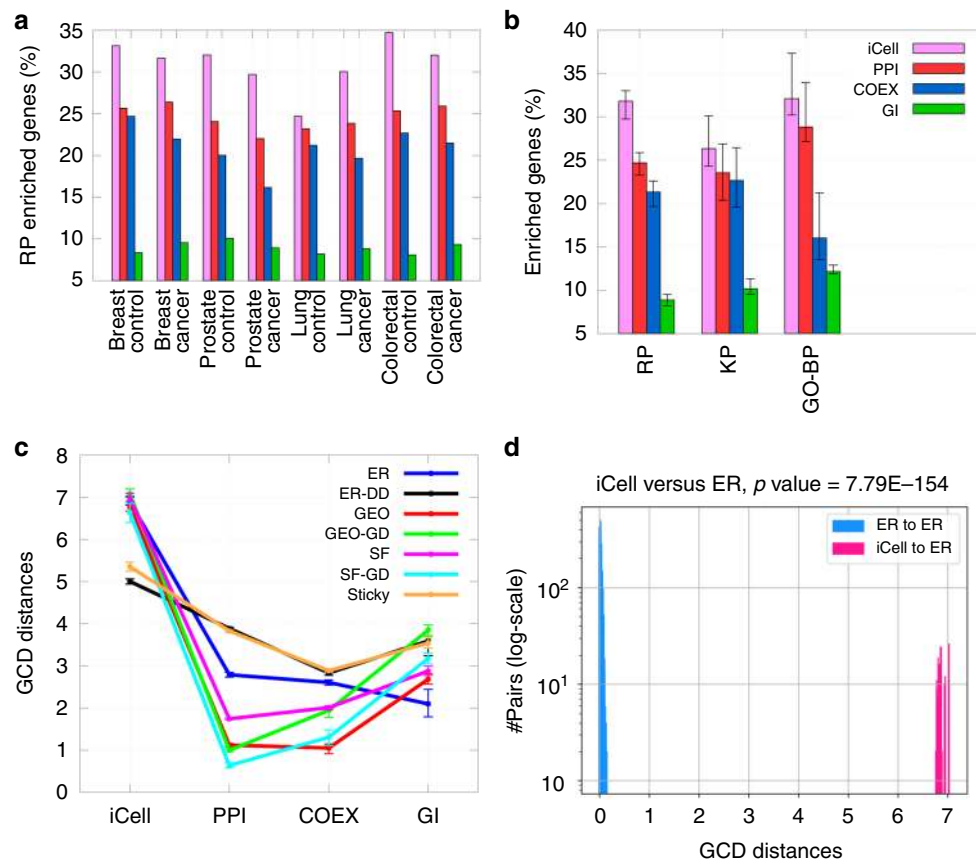 a
RP enriched genes (%)
35
30
25
20
15
10
5
Breast control
Breast cancer
Prostate control
Prostate cancer
Lung control
Lung cancer
Colorectal control
Colorectal cancer
b
Enriched genes (%)
40
35
30
25
20
15
10
5
iCell
PPI
COEX
GI
RP
KP
GO-BP
c
GCD distances
8
7
6
5
4
3
2
1
0
ER
ER-DD
GEO
GEO-GD
SF
SF-GD
Sticky
iCell
PPI
COEX
GI
d
iCell versus ER, p value = 7.79E–154
ER to ER
iCell to ER
#Pairs (log-scale)
10²
10¹
10
0 1 2 3 4 5 6 7
GCD distances